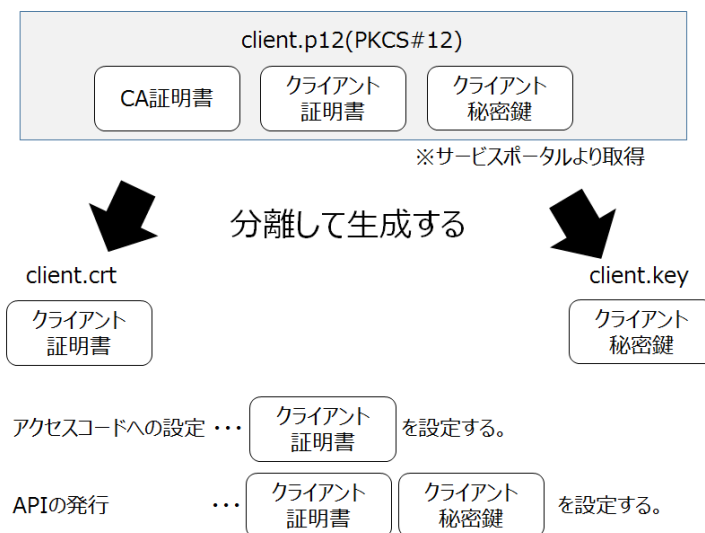 client.p12(PKCS#12)
CA証明書
クライアント
証明書
クライアント
秘密鍵
※サービスポータルより取得
分離して生成する
client.crt
client.key
クライアント
証明書
クライアント
秘密鍵
アクセスコードへの設定 ・・・ クライアント
証明書 を設定する。
APIの発行 ・・・ クライアント
証明書 クライアント
秘密鍵 を設定する。